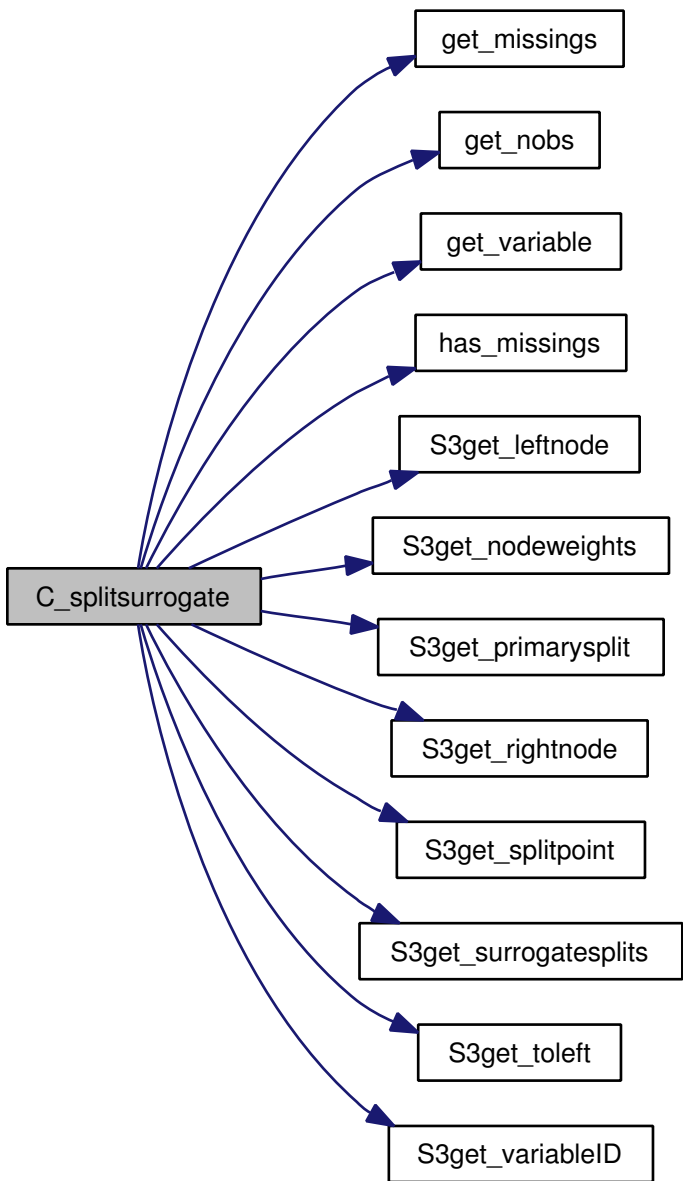 get_missings
get_nobs
get_variable
has_missings
S3get_leftnode
S3get_nodeweights
C_splitsurrogate
S3get_primarysplit
S3get_rightnode
S3get_splitpoint
S3get_surrogatesplits
S3get_toleft
S3get_variableID